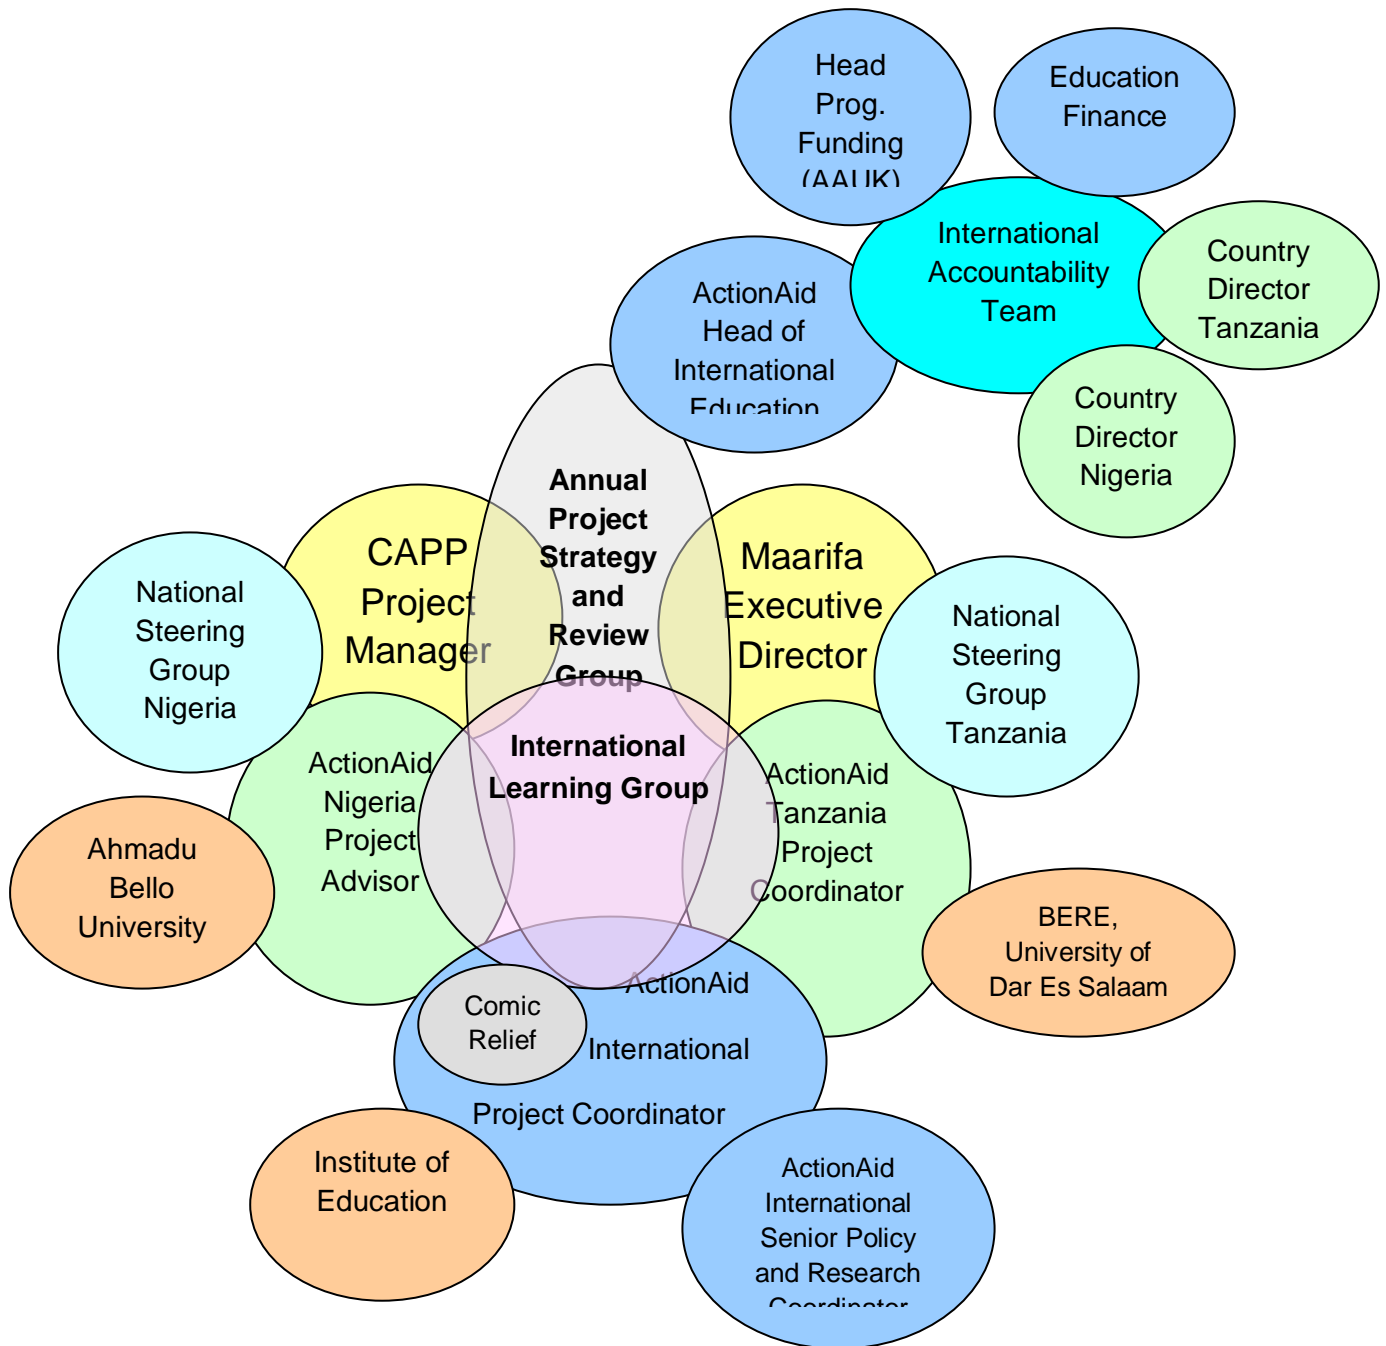 Head
Prog.
Funding
(AAUK)
Education
Finance
International
Accountability
Team
Country
Director
Tanzania
ActionAid
Head of
International
Education
Country
Director
Nigeria
Annual
Project
Strategy
and
Review
Group
CAPP
Project
Manager
Maarifa
Executive
Director
National
Steering
Group
Nigeria
National
Steering
Group
Tanzania
International
Learning Group
ActionAid
Nigeria
Project
Advisor
ActionAid
Tanzania
Project
Coordinator
Ahmadu
Bello
University
BERE,
University of
Dar Es Salaam
Comic
Relief
ActionAid
International
Project Coordinator
Institute of
Education
ActionAid
International
Senior Policy
and Research
Coordinator